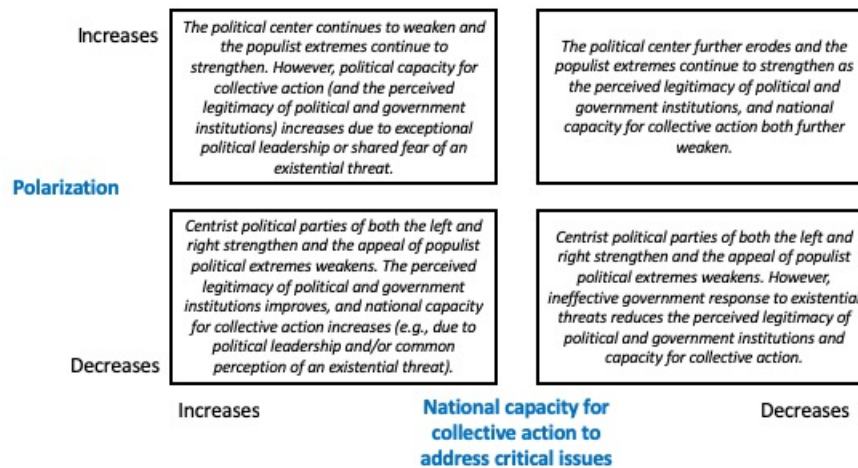 Increases
The political center continues to weaken and
the populist extremes continue to
strengthen. However, political capacity for
collective action (and the perceived
legitimacy of political and government
institutions) increases due to exceptional
political leadership or shared fear of an
existential threat.
The political center further erodes and the
populist extremes continue to strengthen as
the perceived legitimacy of political and
government institutions, and national
capacity for collective action both further
weaken.
Polarization
Centrist political parties of both the left and
right strengthen and the appeal of populist
political extremes weakens. The perceived
legitimacy of political and government
institutions improves, and national capacity
for collective action increases (e.g., due to
political leadership and/or common
perception of an existential threat).
Centrist political parties of both the left and
right strengthen and the appeal of populist
political extremes weakens. However,
ineffective government response to existential
threats reduces the perceived legitimacy of
political and government institutions and
capacity for collective action.
Decreases
Increases
National capacity for
collective action to
address critical issues
Decreases